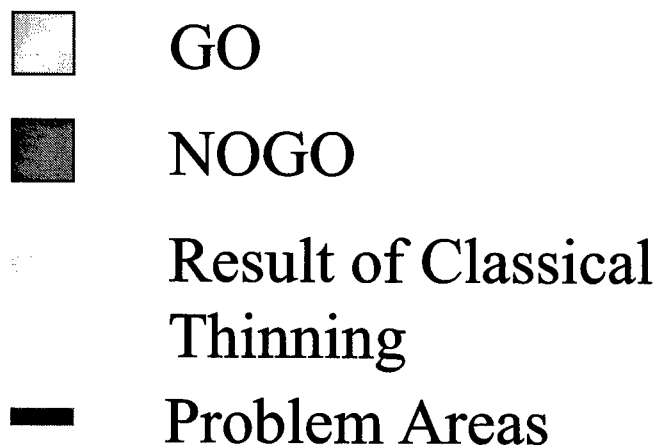 GO
NOGO
Result of Classical
Thinning
Problem Areas